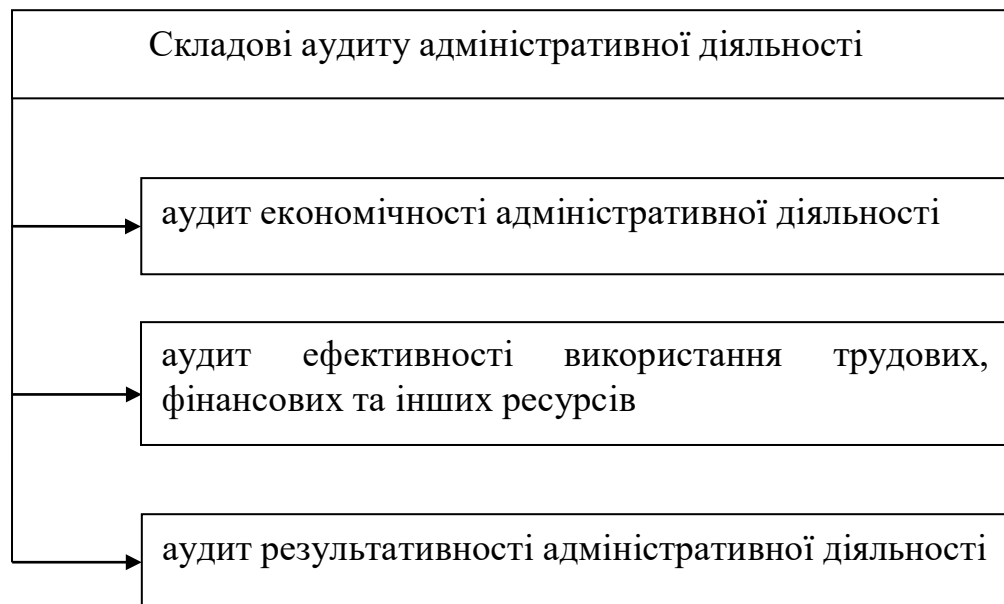 Складові аудиту адміністративної діяльності
аудит економічності адміністративної діяльності
аудит ефективності використання трудових,
фінансових та інших ресурсів
аудит результативності адміністративної діяльності